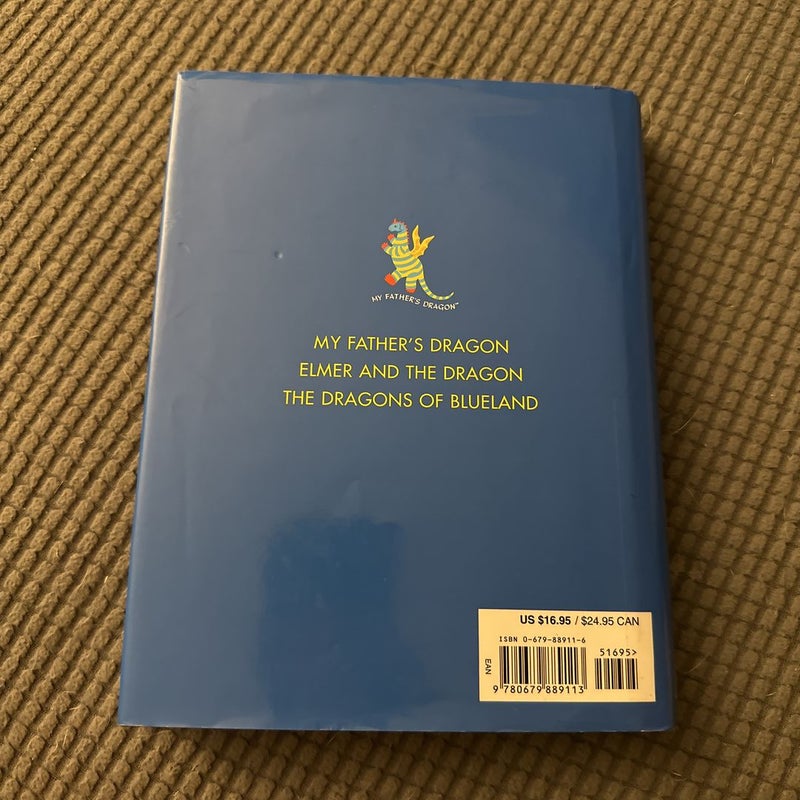 MY FATHER'S DRAGON™
MY FATHER'S DRAGON
ELMER AND THE DRAGON
THE DRAGONS OF BLUELAND
US $16.95 / $24.95 CAN
ISBN 0-679-88911-6
51695>
EAN
9 780679 889113